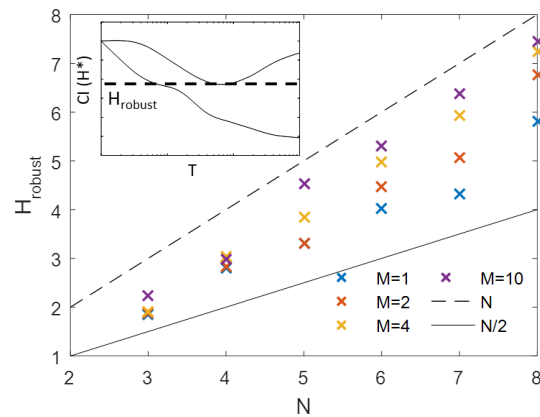 8
7
6
5
4
3
2
1
H_robust
CI (H*)
H_robust
T
M=1
M=2
M=4
M=10
N
N/2
2 3 4 5 6 7 8
N